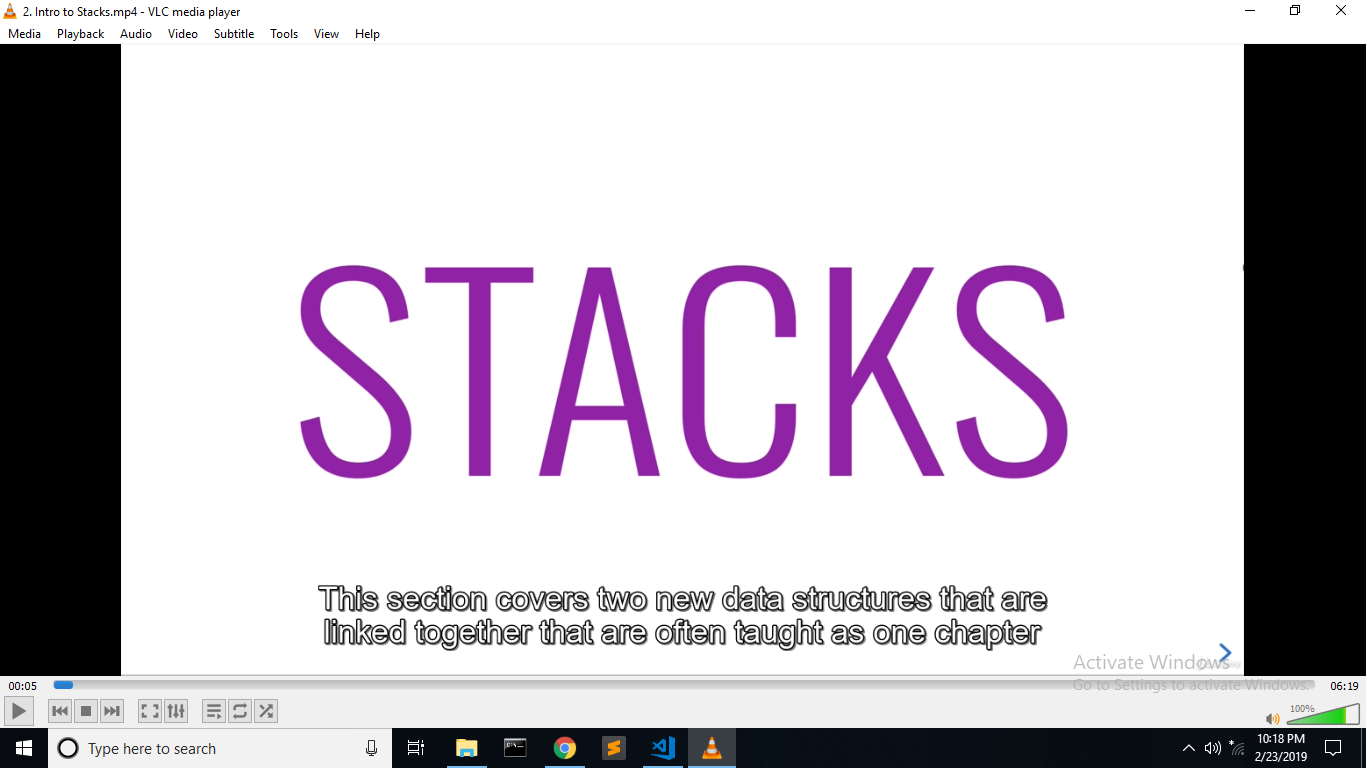 2. Intro to Stacks.mp4 - VLC media player
Media Playback Audio Video Subtitle Tools View Help
STACKS
This section covers two new data structures that are
linked together that are often taught as one chapter
Activate Windows
Go to Settings to activate Windows.
00:05
06:19
100%
Type here to search
10:18 PM
2/23/2019